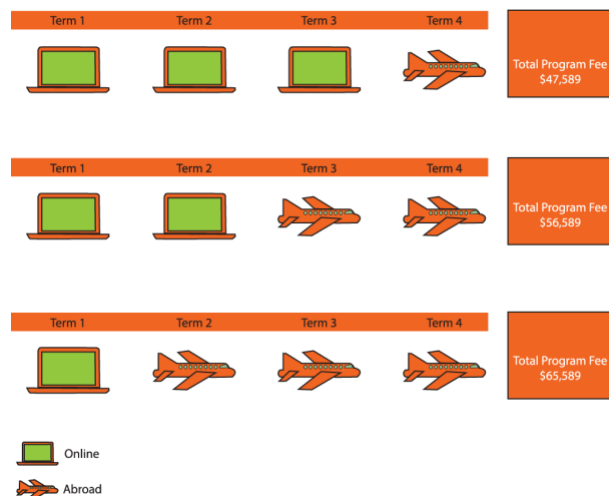 Term 1 Term 2 Term 3 Term 4
Total Program Fee
$47,589
Term 1 Term 2 Term 3 Term 4
Total Program Fee
$56,589
Term 1 Term 2 Term 3 Term 4
Total Program Fee
$65,589
Online
Abroad